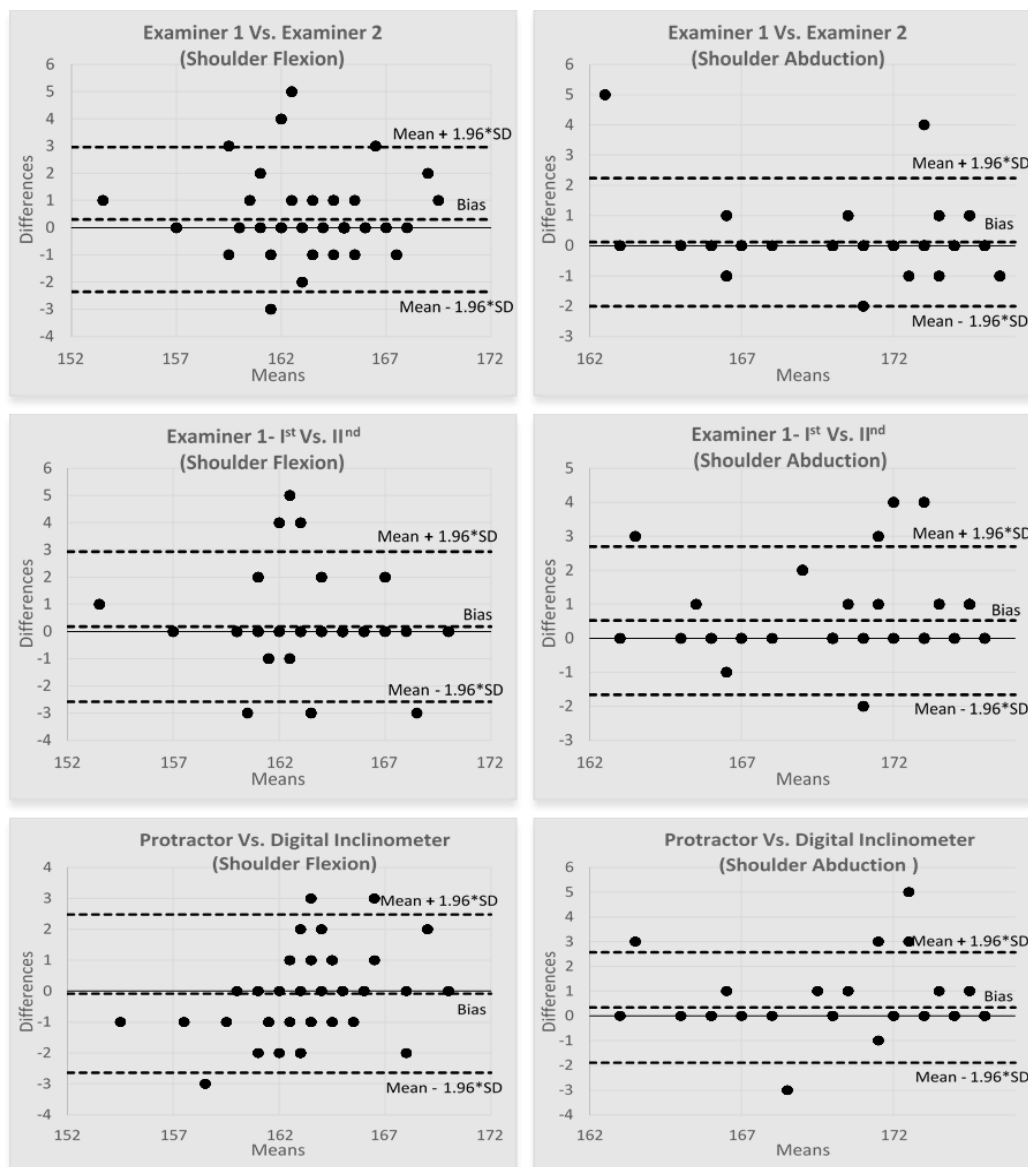 Examiner 1 Vs. Examiner 2
(Shoulder Flexion)
6
5
4
3
2
1
0
-1
-2
-3
-4
Differences
Mean + 1.96*SD
Bias
Mean - 1.96*SD
152
157
162
167
172
Means
Examiner 1 Vs. Examiner 2
(Shoulder Abduction)
6
5
4
3
2
1
0
-1
-2
-3
Differences
Mean + 1.96*SD
Bias
Mean - 1.96*SD
162
167
172
Means
Examiner 1- Iˢᵗ Vs. IIⁿᵈ
(Shoulder Flexion)
6
5
4
3
2
1
0
-1
-2
-3
-4
Differences
Mean + 1.96*SD
Bias
Mean - 1.96*SD
152
157
162
167
172
Means
Examiner 1- Iˢᵗ Vs. IIⁿᵈ
(Shoulder Abduction)
5
4
3
2
1
0
-1
-2
-3
Differences
Mean + 1.96*SD
Bias
Mean - 1.96*SD
162
167
172
Means
Protractor Vs. Digital Inclinometer
(Shoulder Flexion)
4
3
2
1
0
-1
-2
-3
-4
Differences
Mean + 1.96*SD
Bias
Mean - 1.96*SD
152
157
162
167
172
Means
Protractor Vs. Digital Inclinometer
(Shoulder Abduction )
6
5
4
3
2
1
0
-1
-2
-3
-4
Differences
Mean + 1.96*SD
Bias
Mean - 1.96*SD
162
167
172
Means